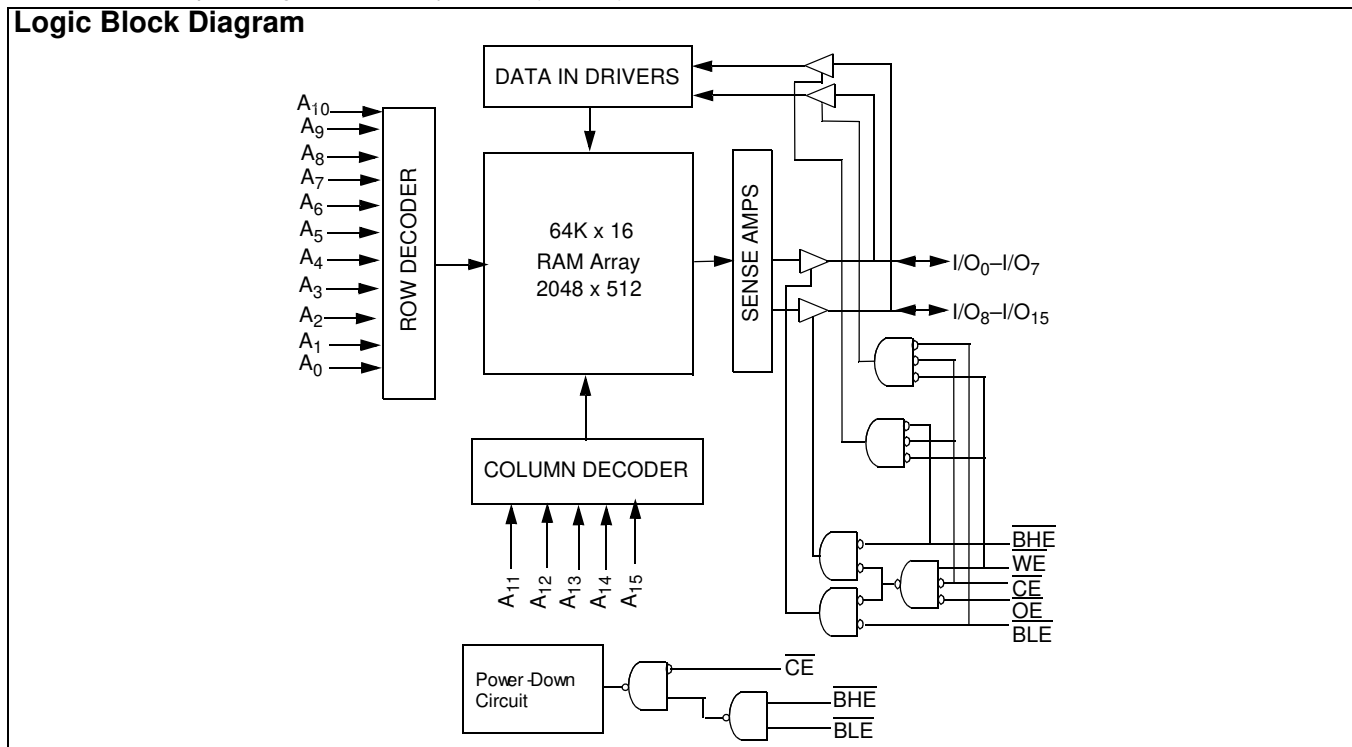 Logic Block Diagram
DATA IN DRIVERS
A10
A9
A8
A7
A6
A5
A4
A3
A2
A1
A0
ROW DECODER
64K x 16
RAM Array
2048 x 512
SENSE AMPS
I/O0–I/O7
I/O8–I/O15
COLUMN DECODER
A11
A12
A13
A14
A15
BHE
WE
CE
OE
BLE
Power-Down
Circuit
CE
BHE
BLE